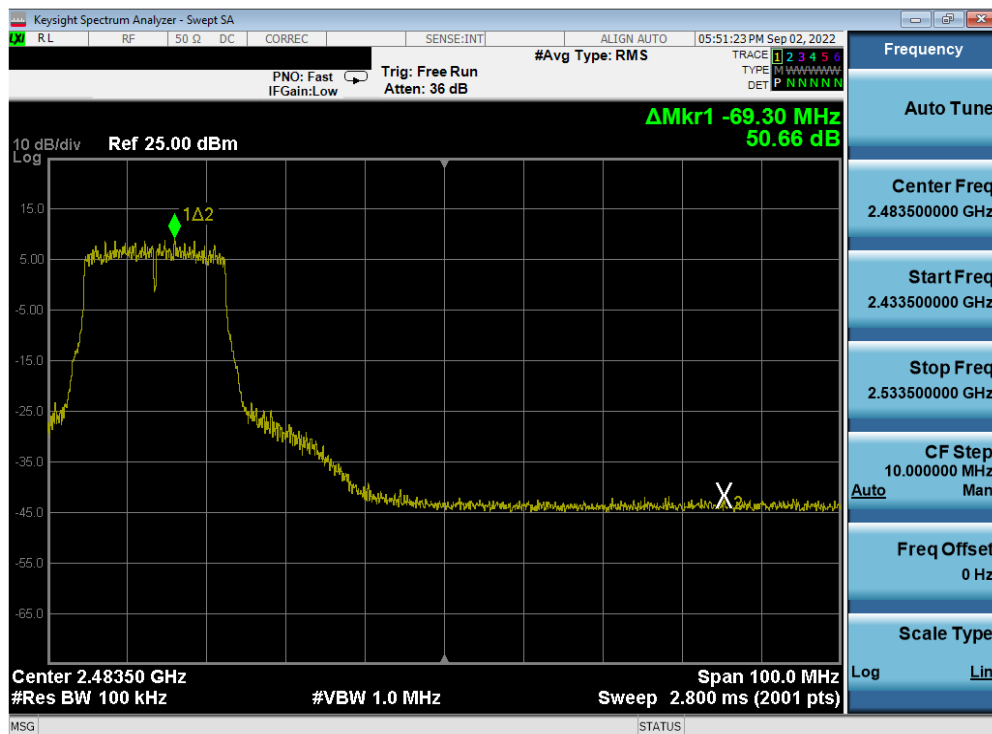 Keysight Spectrum Analyzer - Swept SA
LXI RL RF 50 Ω DC CORREC SENSE:INT ALIGN AUTO 05:51:23 PM Sep 02, 2022
#Avg Type: RMS
TRACE 1 2 3 4 5 6
TYPE M W W W W W
DET P N N N N N
PNO: Fast
IFGain:Low
Trig: Free Run
Atten: 36 dB
ΔMkr1 -69.30 MHz
50.66 dB
10 dB/div Ref 25.00 dBm
Log
15.0
5.00
-5.00
-15.0
-25.0
-35.0
-45.0
-55.0
-65.0
1Δ2
X2
Center 2.48350 GHz Span 100.0 MHz
#Res BW 100 kHz #VBW 1.0 MHz Sweep 2.800 ms (2001 pts)
MSG STATUS
Frequency
Auto Tune
Center Freq
2.483500000 GHz
Start Freq
2.433500000 GHz
Stop Freq
2.533500000 GHz
CF Step
10.000000 MHz
Auto Man
Freq Offset
0 Hz
Scale Type
Log Lin